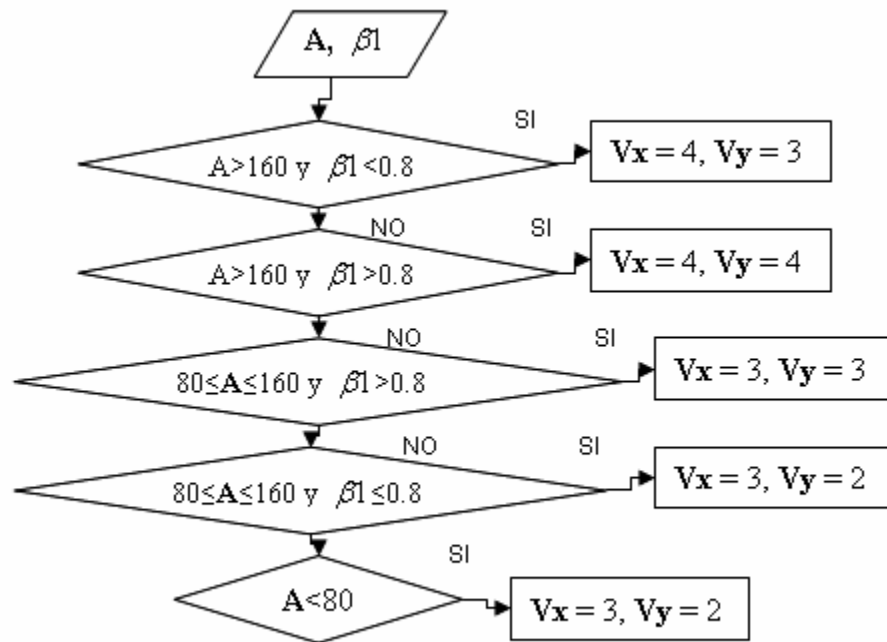 A, β1
SI
A>160 y β1<0.8
Vx = 4, Vy = 3
NO
SI
A>160 y β1>0.8
Vx = 4, Vy = 4
NO
SI
80≤A≤160 y β1>0.8
Vx = 3, Vy = 3
NO
SI
80≤A≤160 y β1≤0.8
Vx = 3, Vy = 2
SI
A<80
Vx = 3, Vy = 2